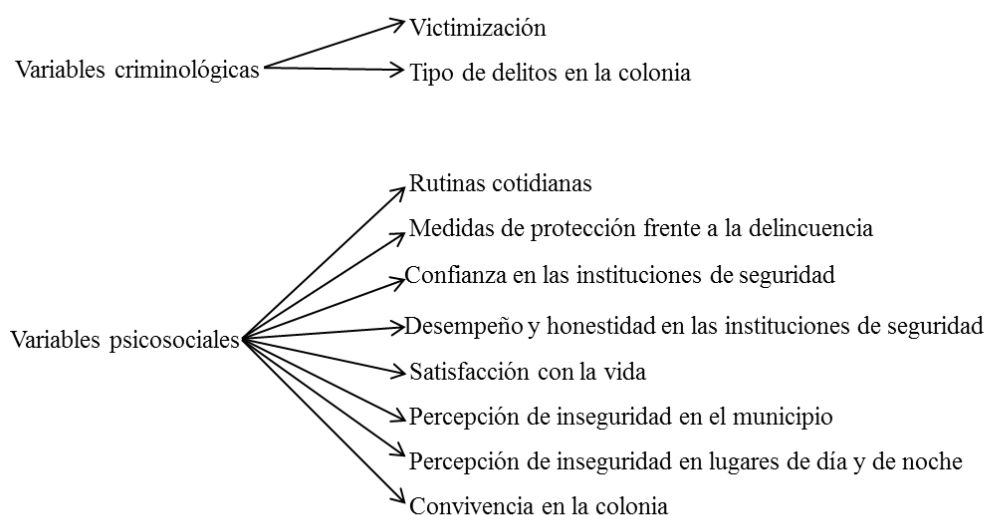 Victimización
Variables criminológicas
Tipo de delitos en la colonia
Rutinas cotidianas
Medidas de protección frente a la delincuencia
Confianza en las instituciones de seguridad
Desempeño y honestidad en las instituciones de seguridad
Variables psicosociales
Satisfacción con la vida
Percepción de inseguridad en el municipio
Percepción de inseguridad en lugares de día y de noche
Convivencia en la colonia